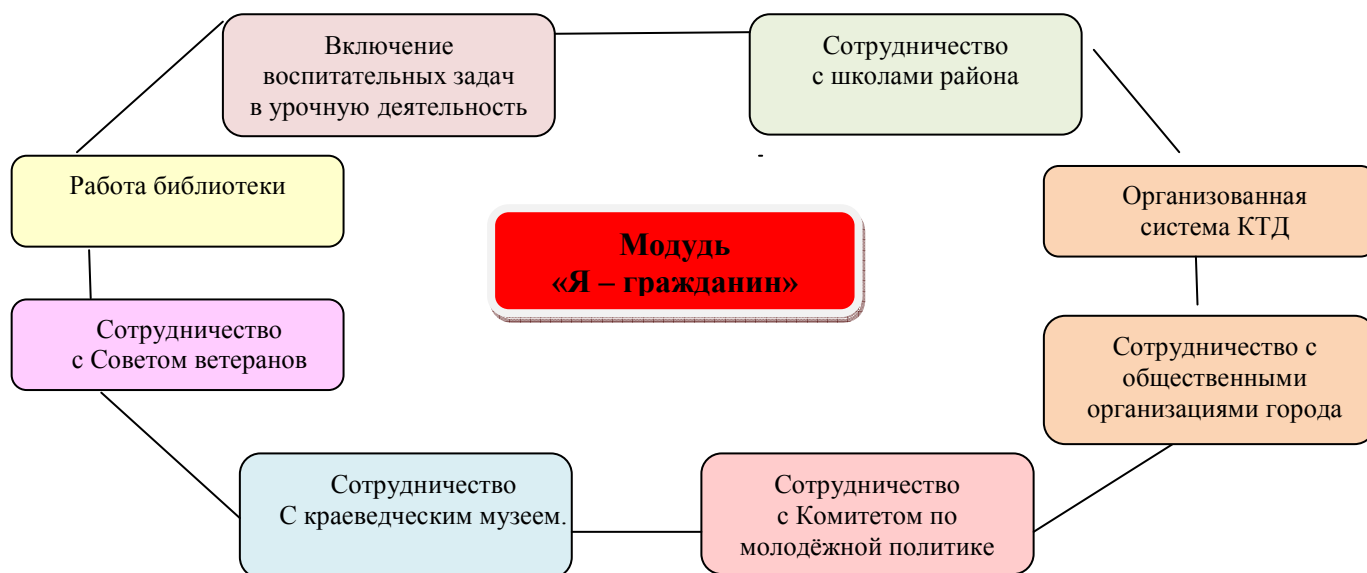 Включение
воспитательных задач
в урочную деятельность
Сотрудничество
с школами района
-
Работа библиотеки
Организованная
система КТД
Модудь
«Я – гражданин»
Сотрудничество
с Советом ветеранов
Сотрудничество с
общественными
организациями города
Сотрудничество
С краеведческим музеем.
Сотрудничество
с Комитетом по
молодёжной политике